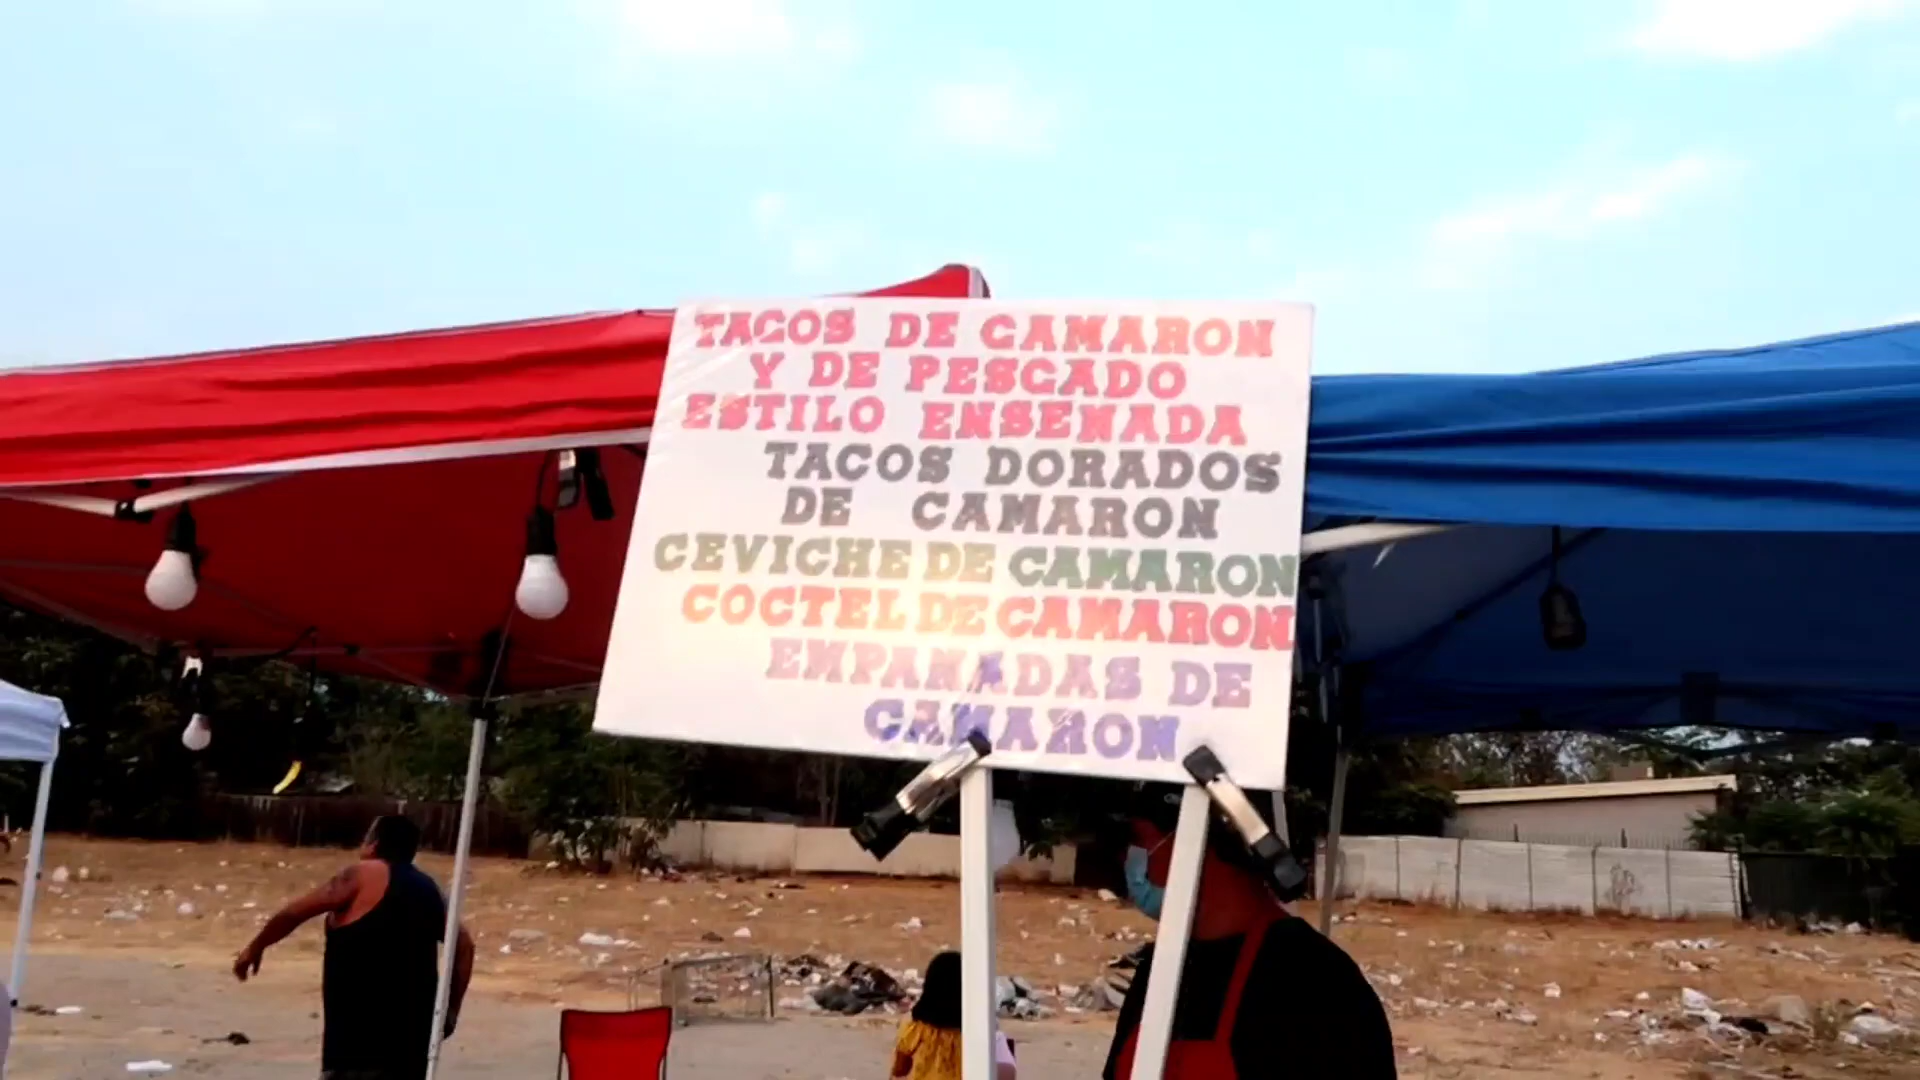 TACOS DE CAMARON
Y DE PESCADO
ESTILO ENSENADA
TACOS DORADOS
DE CAMARON
CEVICHE DE CAMARON
COCTEL DE CAMARON
EMPANADAS DE
CAMARON